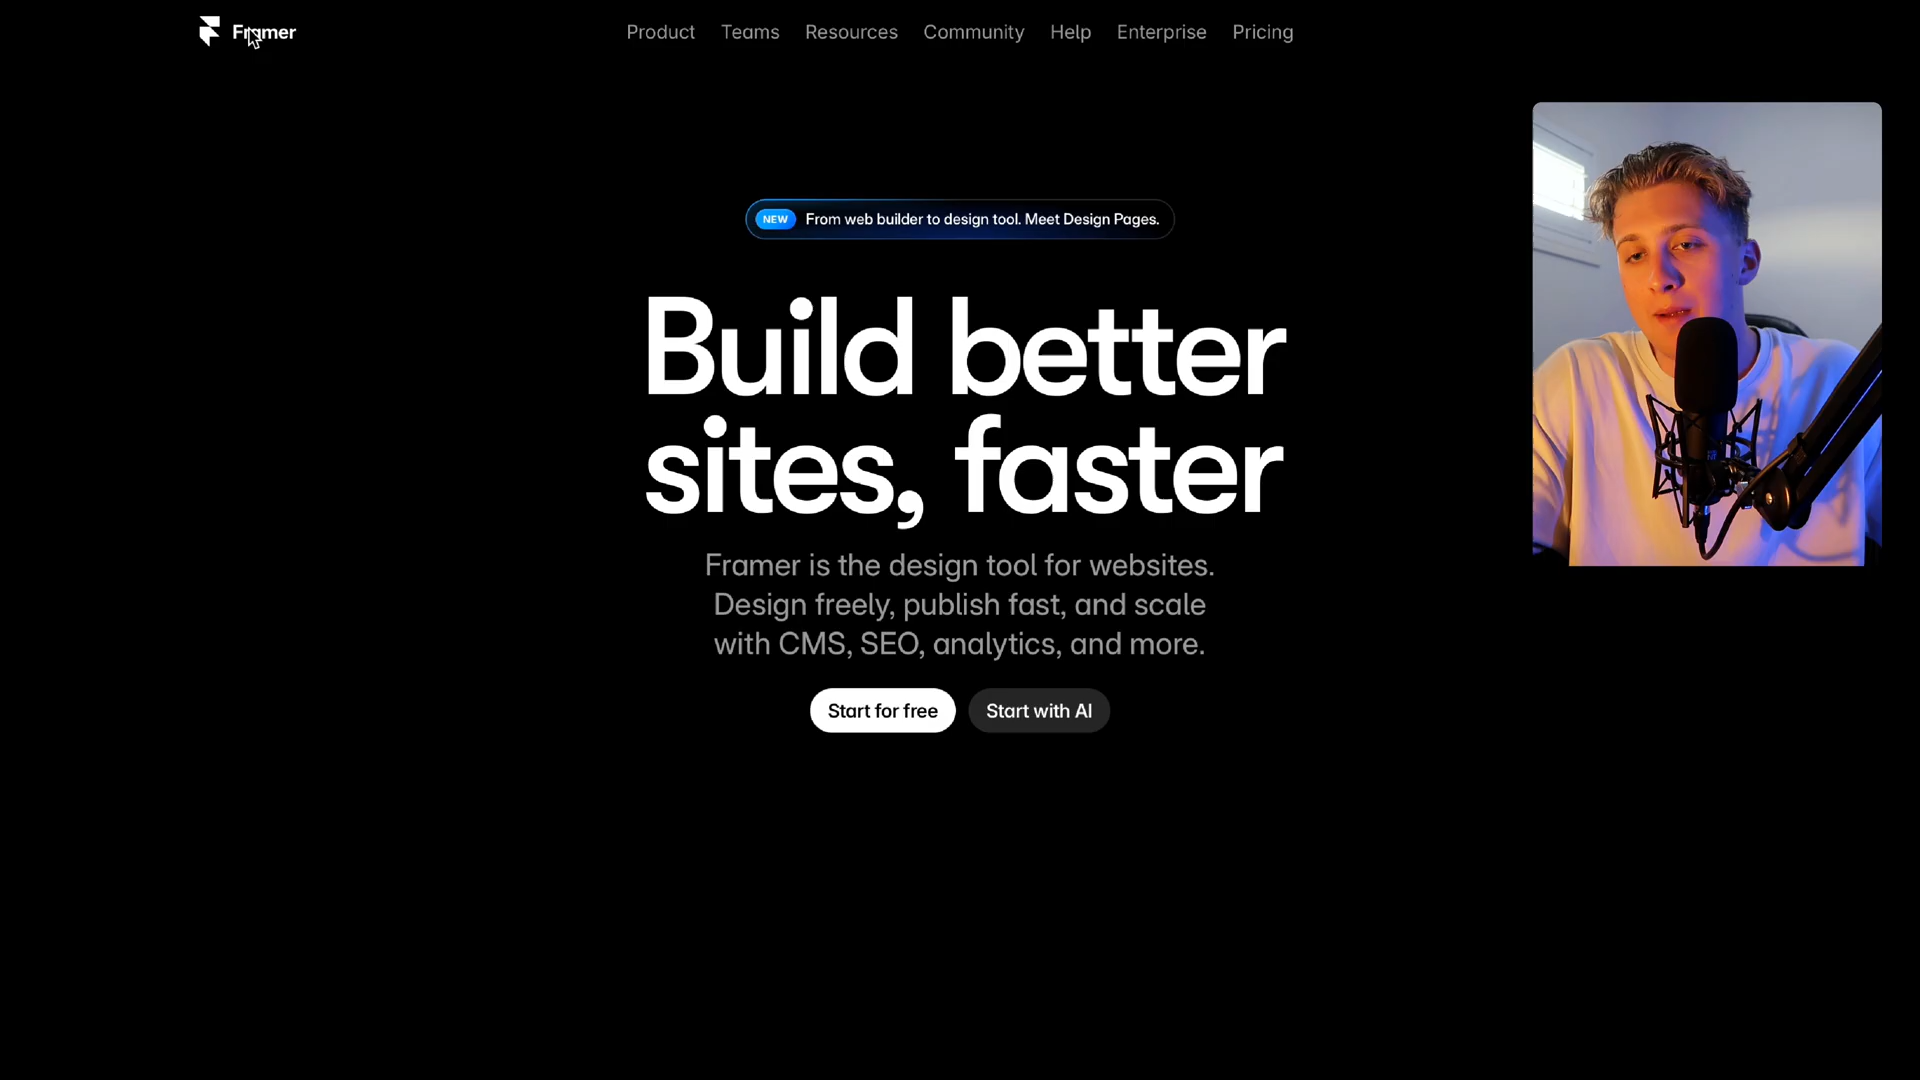 Framer
Product
Teams
Resources
Community
Help
Enterprise
Pricing
NEW
From web builder to design tool. Meet Design Pages.
Build better
sites, faster
Framer is the design tool for websites.
Design freely, publish fast, and scale
with CMS, SEO, analytics, and more.
Start for free
Start with AI